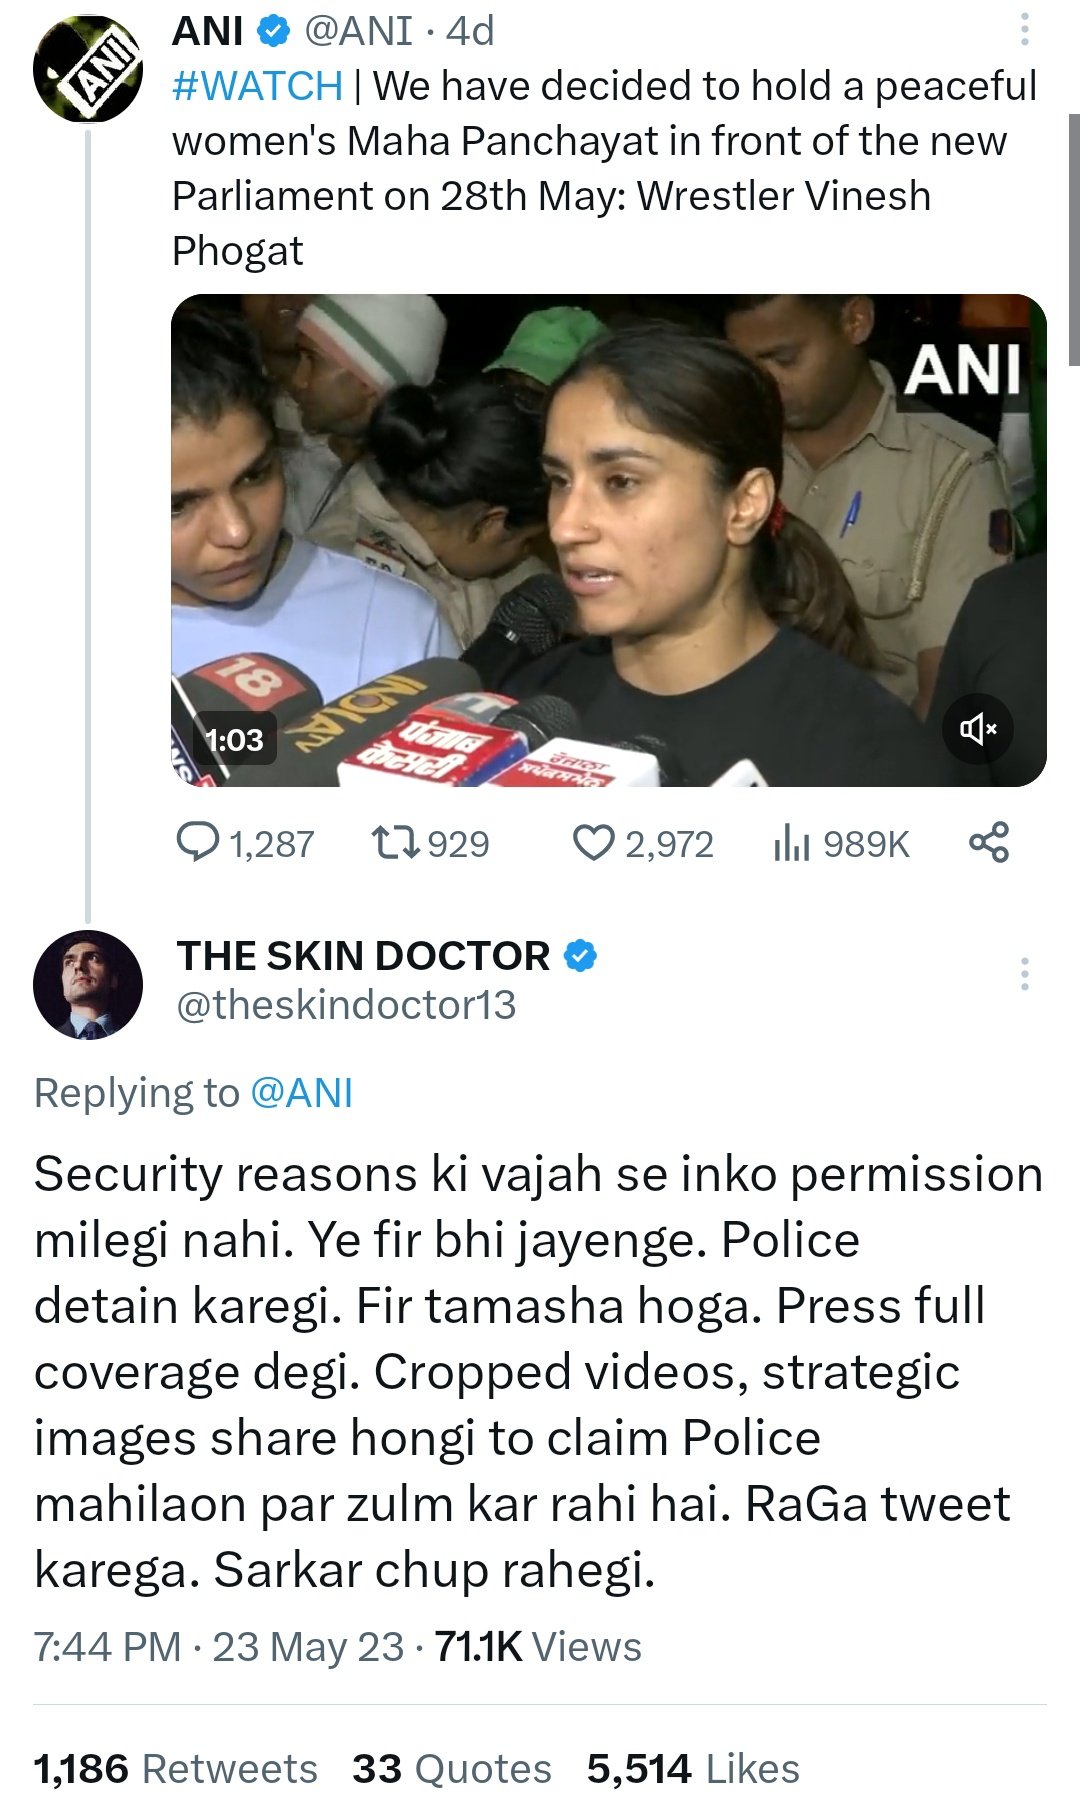 ANI @ANI · 4d
#WATCH | We have decided to hold a peaceful
women's Maha Panchayat in front of the new
Parliament on 28th May: Wrestler Vinesh
Phogat
ANI
18
INDIA TV
पंजाब
केसरी
NEWS
1:03
1,287 929 2,972 989K
THE SKIN DOCTOR
@theskindoctor13
Replying to @ANI
Security reasons ki vajah se inko permission
milegi nahi. Ye fir bhi jayenge. Police
detain karegi. Fir tamasha hoga. Press full
coverage degi. Cropped videos, strategic
images share hongi to claim Police
mahilaon par zulm kar rahi hai. RaGa tweet
karega. Sarkar chup rahegi.
7:44 PM · 23 May 23 · 71.1K Views
1,186 Retweets 33 Quotes 5,514 Likes